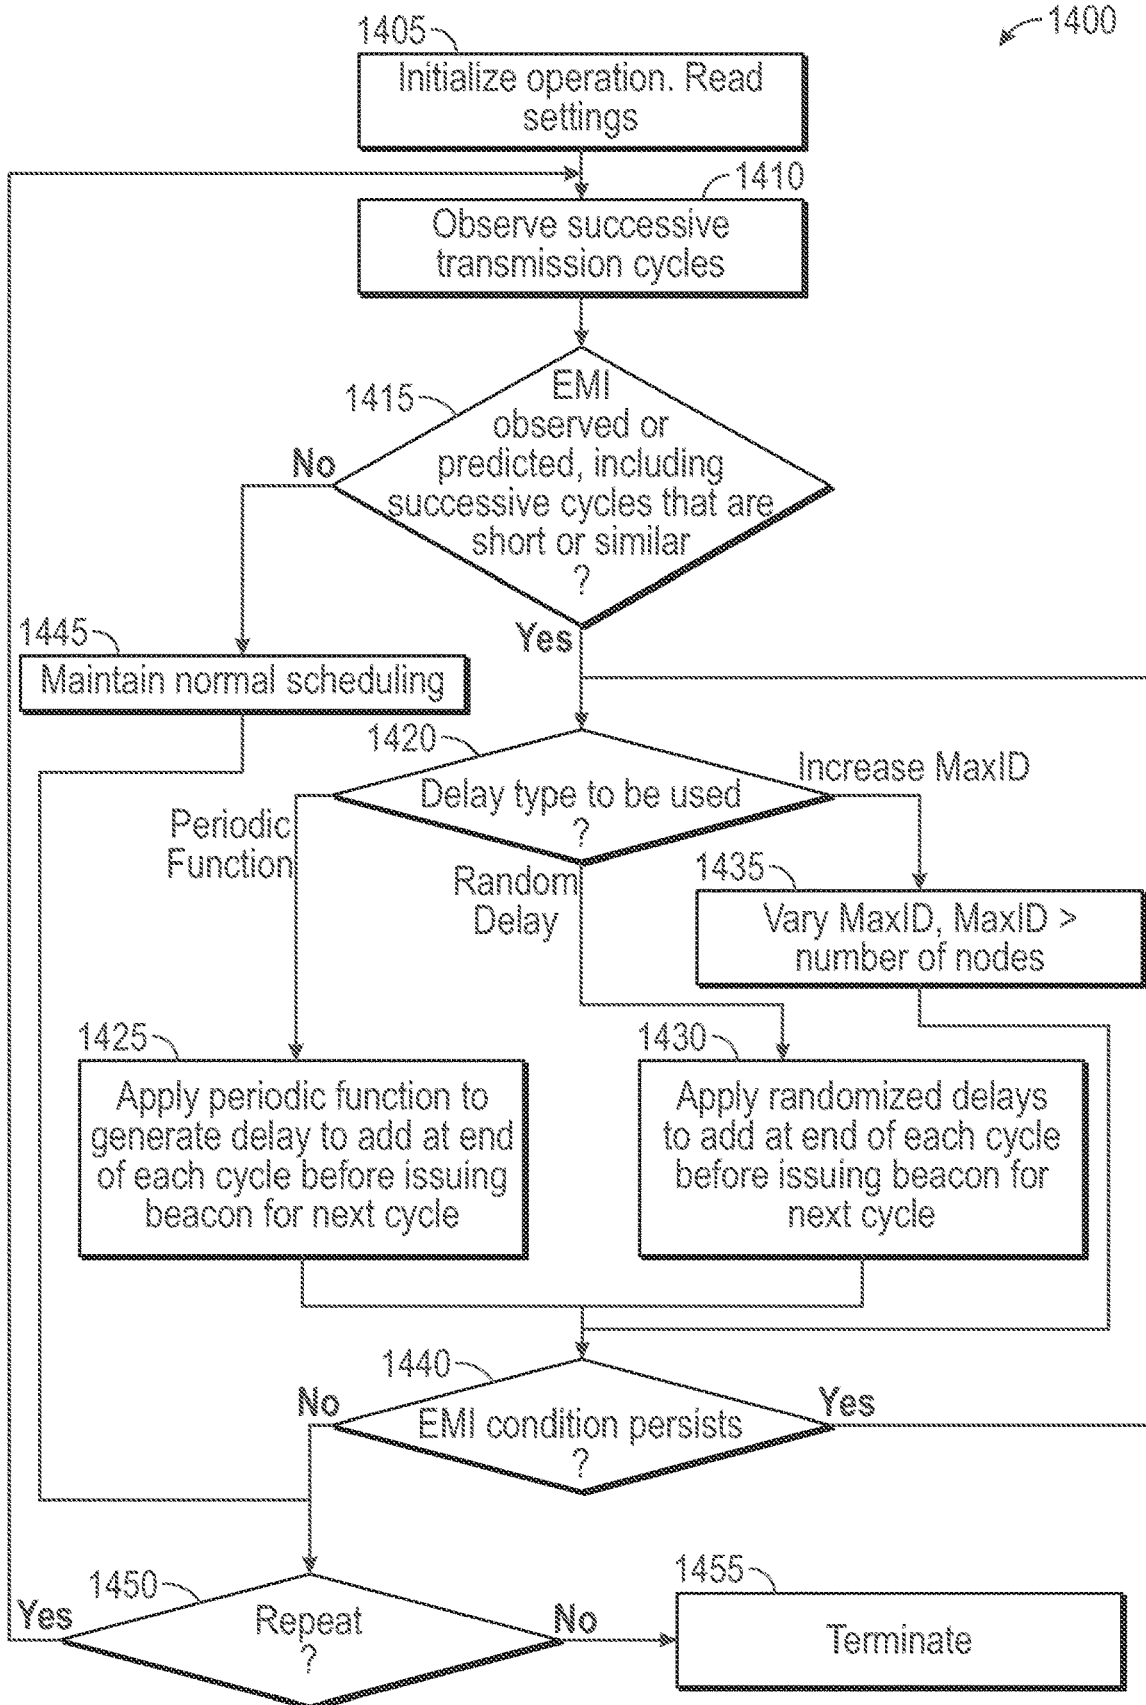 1400
1405
Initialize operation. Read
settings
1410
Observe successive
transmission cycles
1415
EMI
observed or
predicted, including
successive cycles that are
short or similar
?
No
Yes
1445
Maintain normal scheduling
1420
Delay type to be used
?
Increase MaxID
Periodic
Function
Random
Delay
1435
Vary MaxID, MaxID >
number of nodes
1425
Apply periodic function to
generate delay to add at end
of each cycle before issuing
beacon for next cycle
1430
Apply randomized delays
to add at end of each cycle
before issuing beacon for
next cycle
1440
No
EMI condition persists
?
Yes
1450
Yes
Repeat
?
No
1455
Terminate